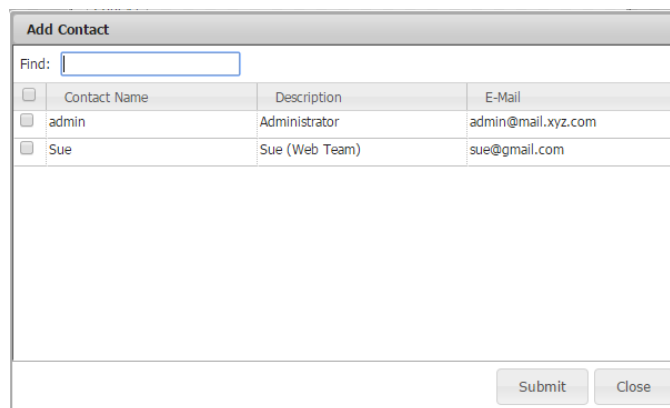 Add Contact
Find:
Contact Name Description E-Mail
admin Administrator admin@mail.xyz.com
Sue Sue (Web Team) sue@gmail.com
Submit Close